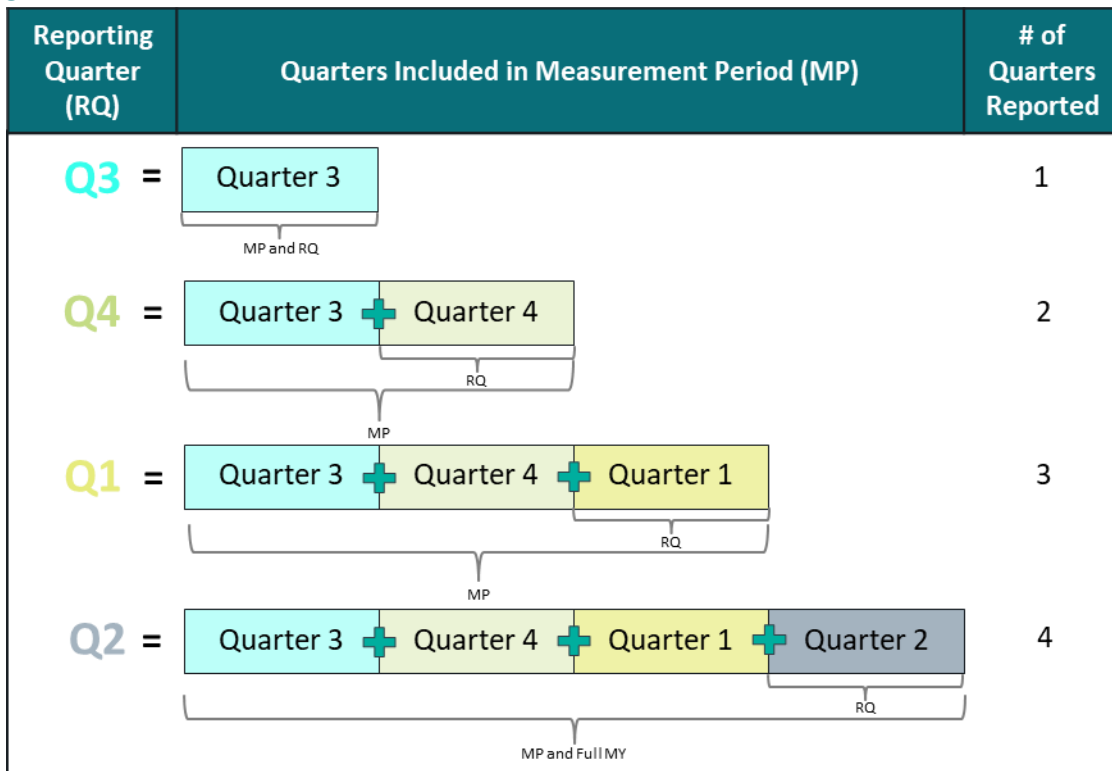 Reporting
Quarter
(RQ)
Quarters Included in Measurement Period (MP)
# of
Quarters
Reported
Q3 = Quarter 3 1
MP and RQ
Q4 = Quarter 3 + Quarter 4 2
RQ
MP
Q1 = Quarter 3 + Quarter 4 + Quarter 1 3
RQ
MP
Q2 = Quarter 3 + Quarter 4 + Quarter 1 + Quarter 2 4
RQ
MP and Full MY